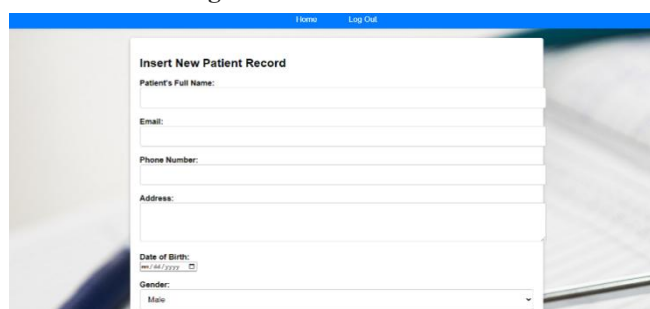 Home Log Out
Insert New Patient Record
Patient's Full Name:
Email:
Phone Number:
Address:
Date of Birth:
mm/dd/yyyy
Gender:
Male